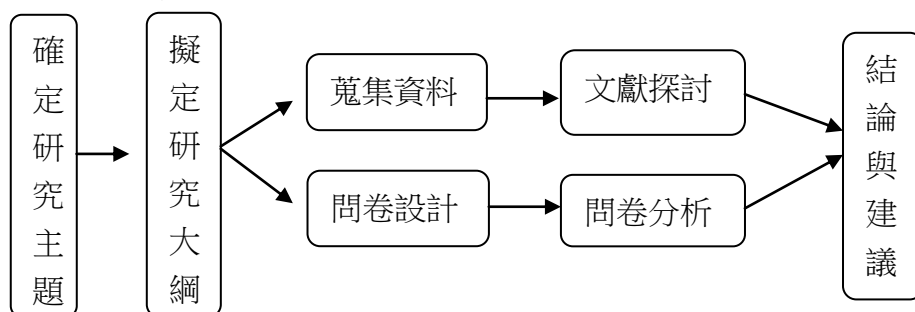 確定研究主題
擬定研究大綱
蒐集資料
文獻探討
問卷設計
問卷分析
結論與建議